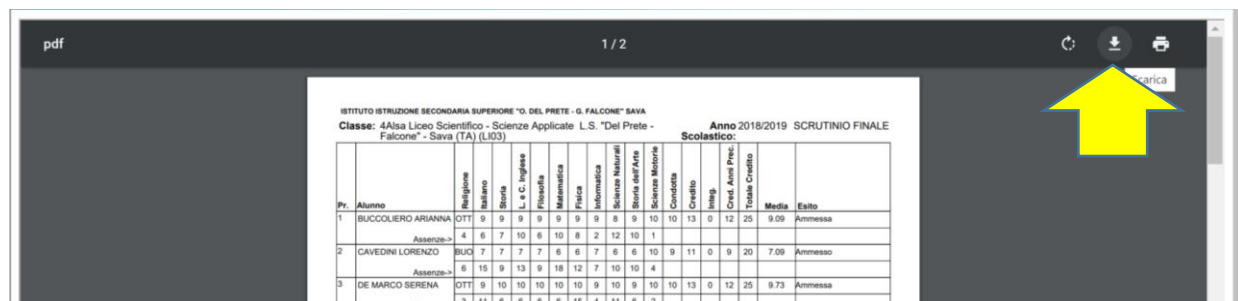 pdf
1 / 2
Scarica
ISTITUTO ISTRUZIONE SECONDARIA SUPERIORE "O. DEL PRETE - G. FALCONE" SAVA
Classe: 4Alsa Liceo Scientifico - Scienze Applicate L.S. "Del Prete - Falcone" - Sava (TA) (LI03)
Anno Scolastico: 2018/2019 SCRUTINIO FINALE
Pr. Alunno Religione Italiano Storia L. e C. Inglese Filosofia Matematica Fisica Informatica Scienze Naturali Storia dell'Arte Scienze Motorie Condotta Credito Integ. Cred. Anni Prec. Totale Credito Media Esito
1 BUCCOLIERO ARIANNA OTT 9 9 9 9 9 9 9 8 9 10 10 13 0 12 25 9.09 Ammessa
Assenze-> 4 6 7 10 6 10 8 2 12 10 1
2 CAVEDINI LORENZO BUO 7 7 7 7 6 6 7 6 6 10 9 11 0 9 20 7.09 Ammesso
Assenze-> 6 15 9 13 9 18 12 7 10 10 4
3 DE MARCO SERENA OTT 9 10 10 10 10 10 9 10 9 10 10 13 0 12 25 9.73 Ammessa